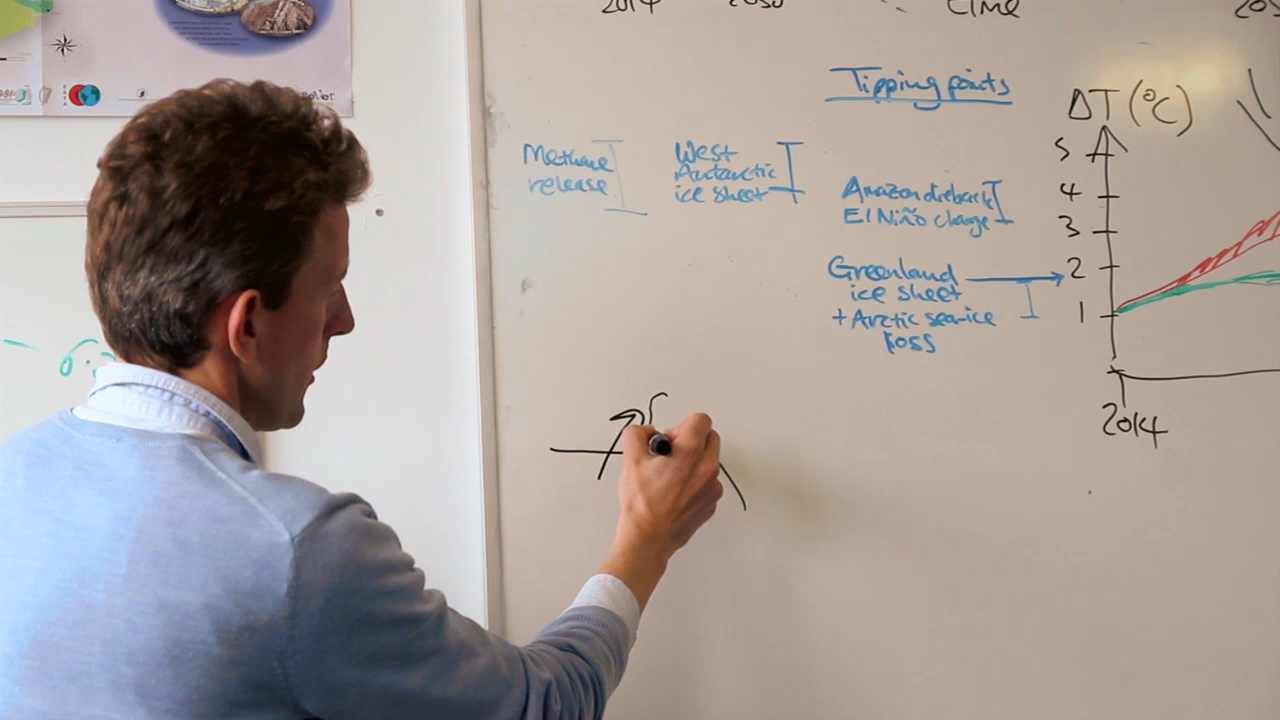 2014
2050
time
Tipping points
ΔT (°C)
Methane
release
West
Antarctic
ice sheet
Amazon dieback
El Niño change
Greenland
ice sheet
+ Arctic sea-ice
loss
5
4
3
2
1
2014